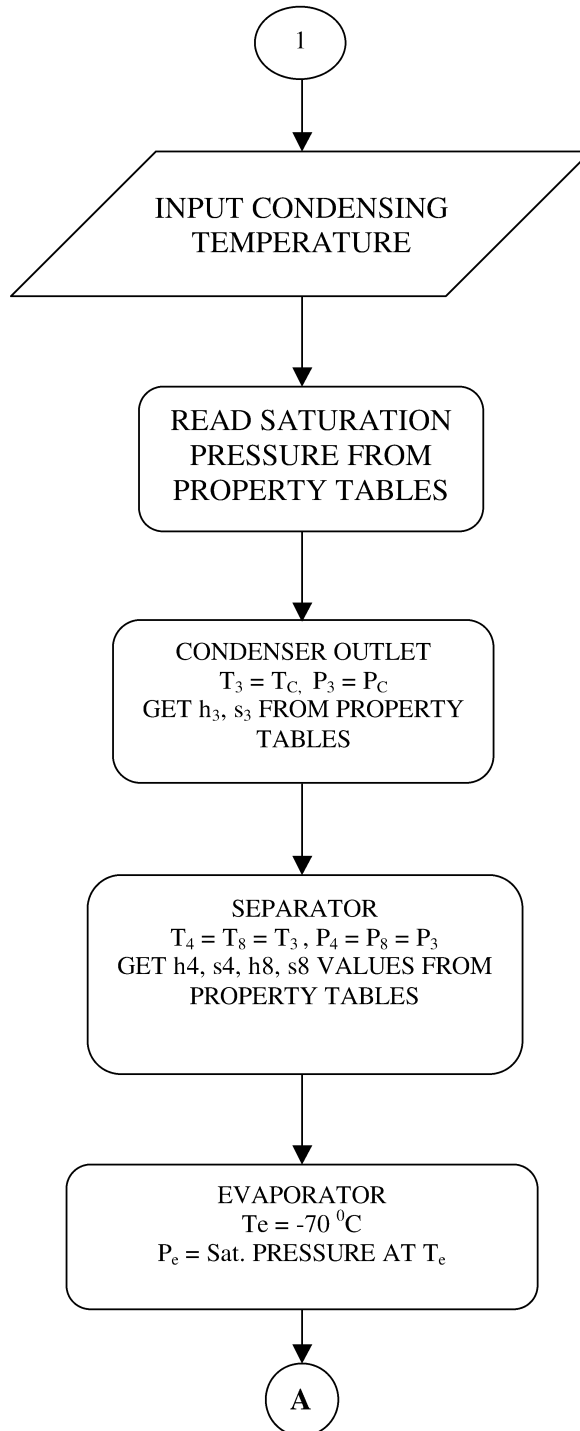 1
INPUT CONDENSING
TEMPERATURE
READ SATURATION
PRESSURE FROM
PROPERTY TABLES
CONDENSER OUTLET
T₃ = T_C, P₃ = P_C
GET h₃, s₃ FROM PROPERTY
TABLES
SEPARATOR
T₄ = T₈ = T₃ , P₄ = P₈ = P₃
GET h4, s4, h8, s8 VALUES FROM
PROPERTY TABLES
EVAPORATOR
Te = -70 ⁰C
Pₑ = Sat. PRESSURE AT Tₑ
A